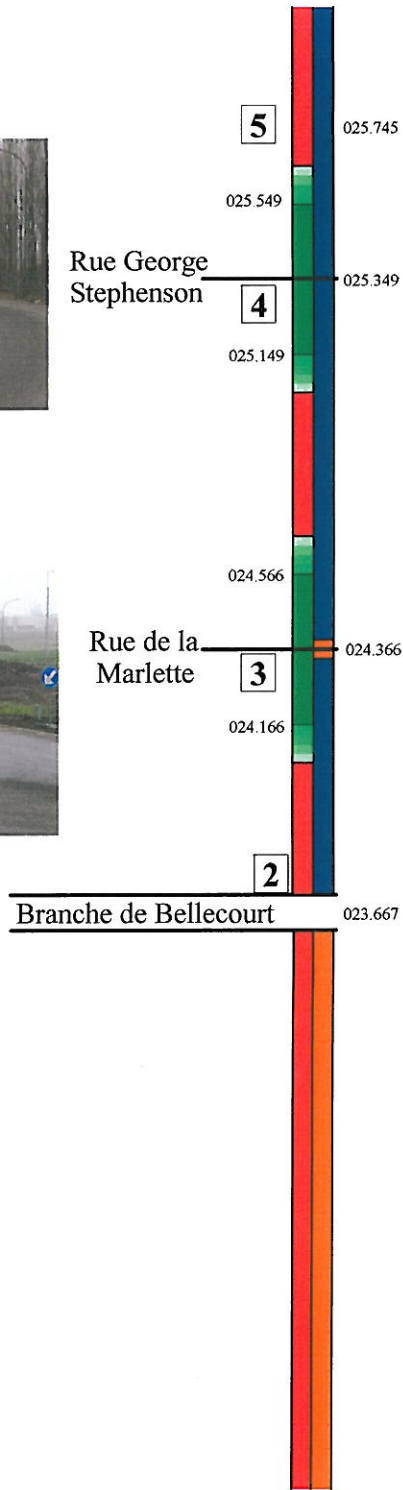 5
025.745
025.549
Rue George
Stephenson
025.349
4
025.149
024.566
Rue de la
Marlette
024.366
3
024.166
2
Branche de Bellecourt
023.667